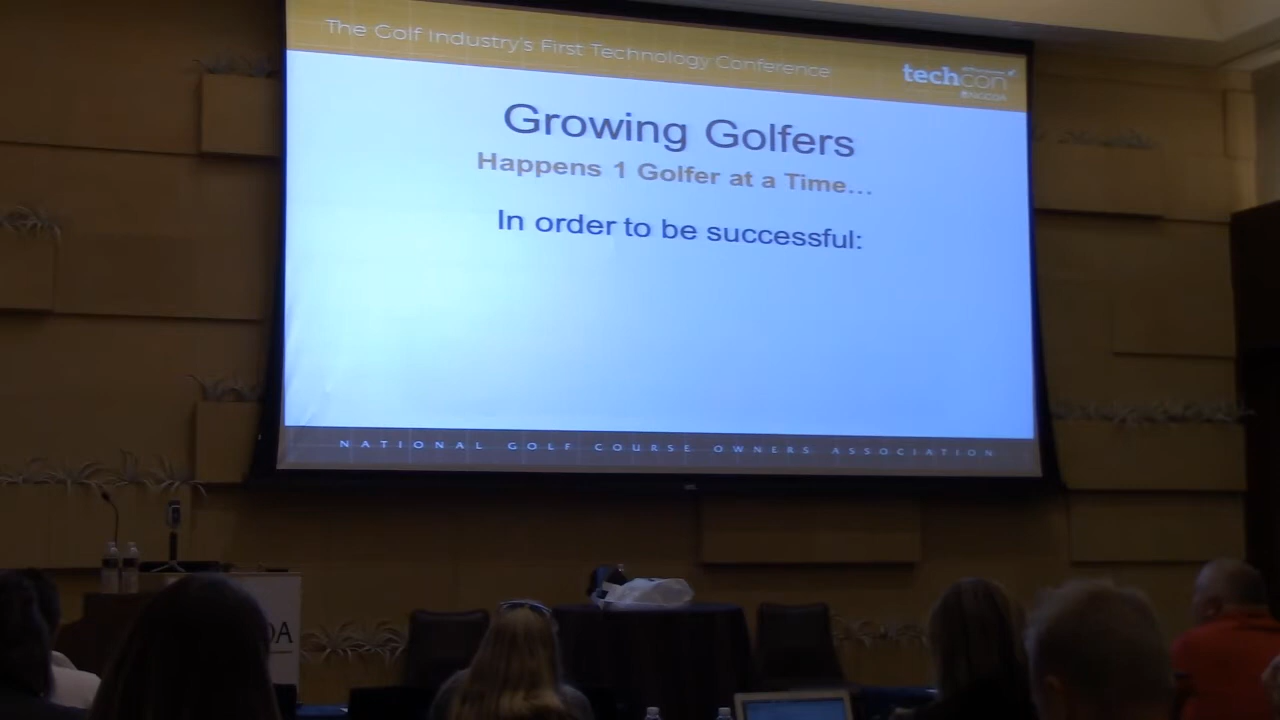 The Golf Industry's First Technology Conference
techcon
Growing Golfers
Happens 1 Golfer at a Time...
In order to be successful:
NATIONAL GOLF COURSE OWNERS ASSOCIATION
OA